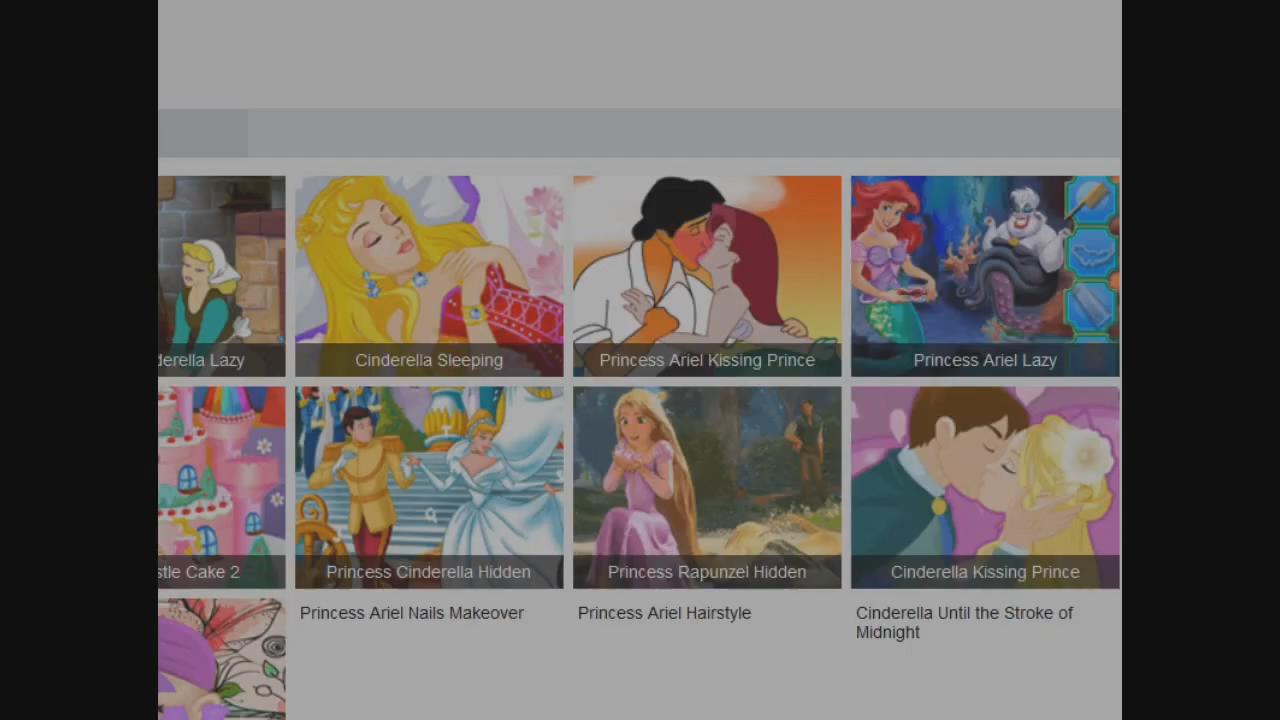 derella Lazy
Cinderella Sleeping
Princess Ariel Kissing Prince
Princess Ariel Lazy
stle Cake 2
Princess Cinderella Hidden
Princess Rapunzel Hidden
Cinderella Kissing Prince
Princess Ariel Nails Makeover
Princess Ariel Hairstyle
Cinderella Until the Stroke of
Midnight